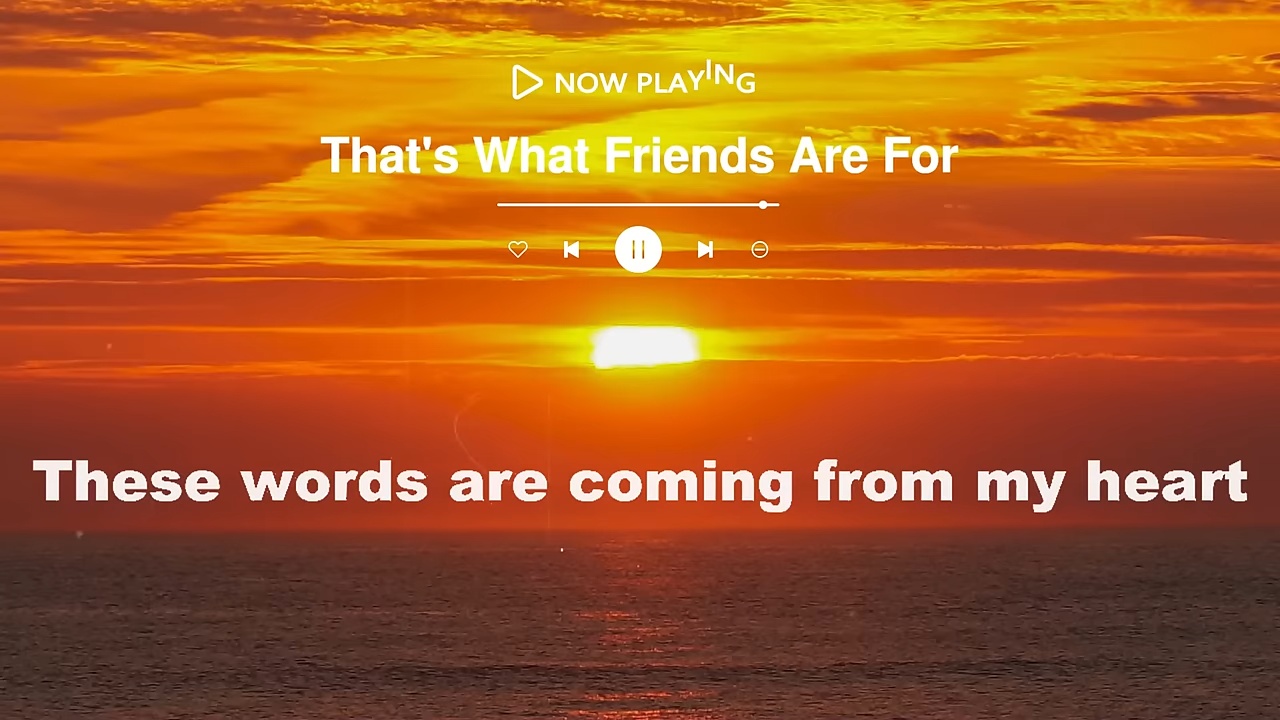 NOW PLAYING
That's What Friends Are For
These words are coming from my heart